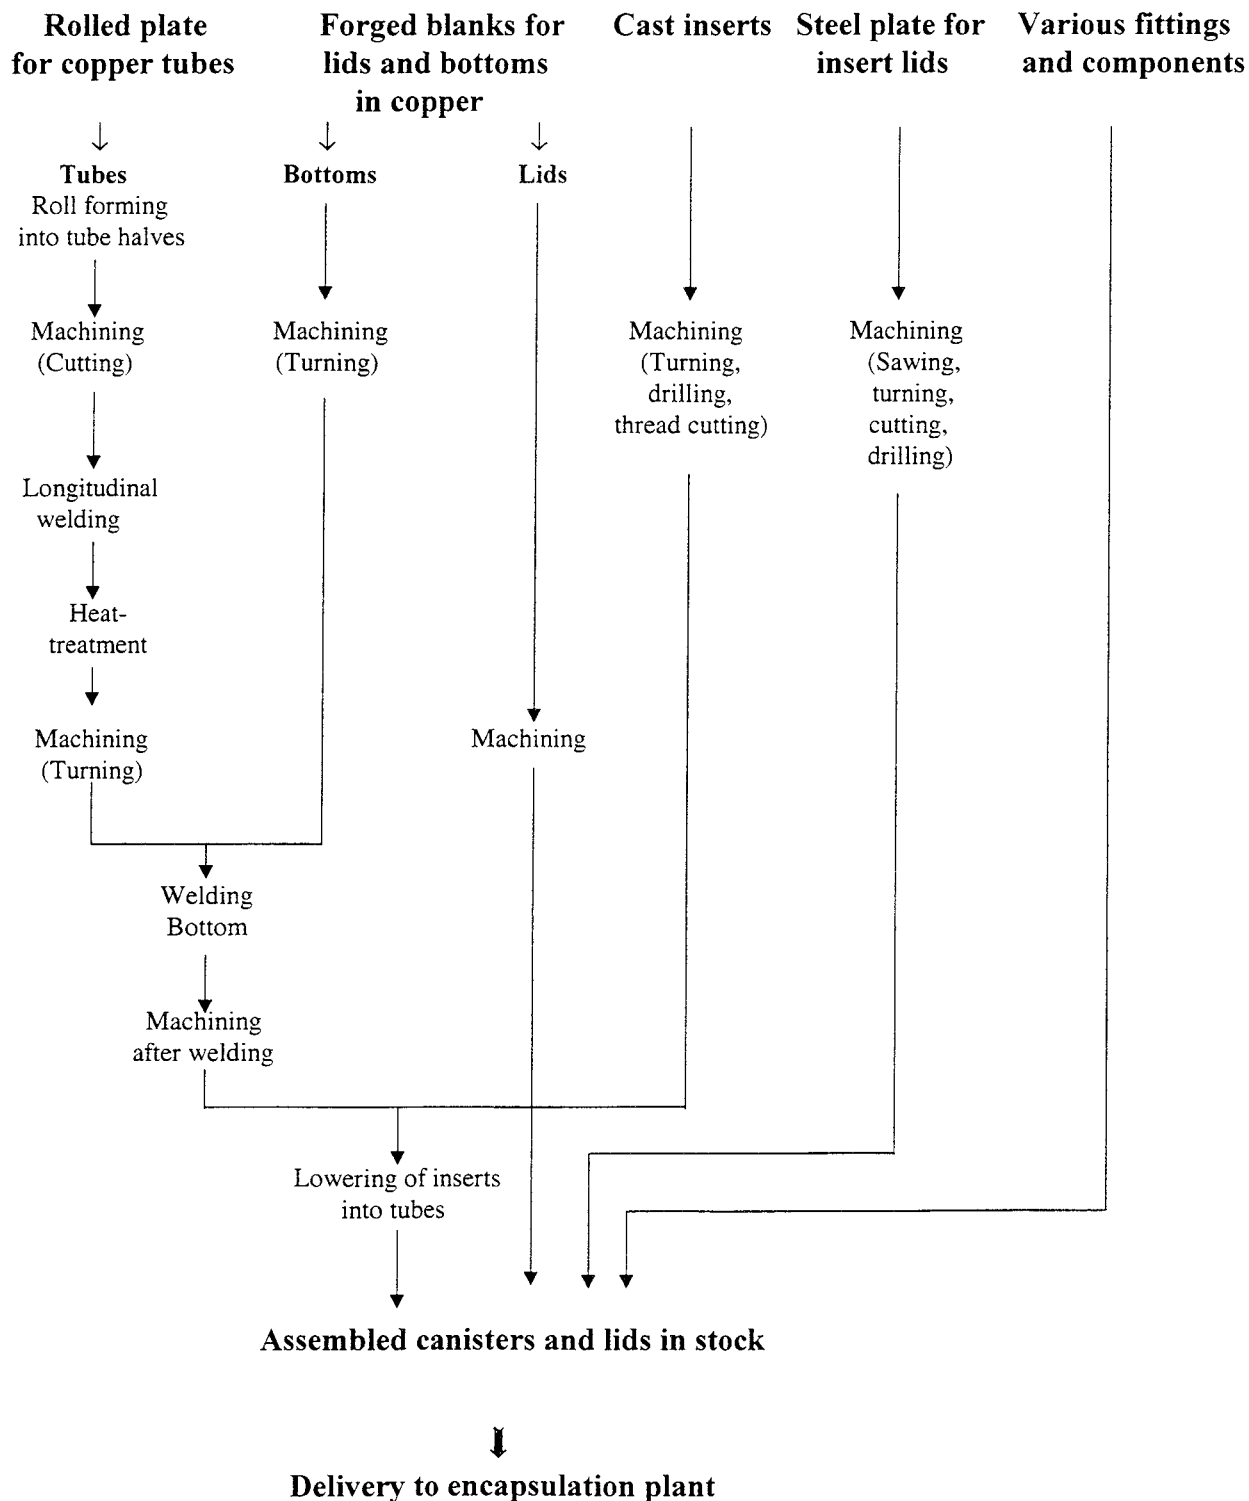 Rolled plate
for copper tubes
Forged blanks for
lids and bottoms
in copper
Cast inserts
Steel plate for
insert lids
Various fittings
and components
Tubes
Roll forming
into tube halves
Bottoms
Lids
Machining
(Cutting)
Machining
(Turning)
Machining
(Turning,
drilling,
thread cutting)
Machining
(Sawing,
turning,
cutting,
drilling)
Longitudinal
welding
Heat-
treatment
Machining
(Turning)
Machining
Welding
Bottom
Machining
after welding
Lowering of inserts
into tubes
Assembled canisters and lids in stock
Delivery to encapsulation plant